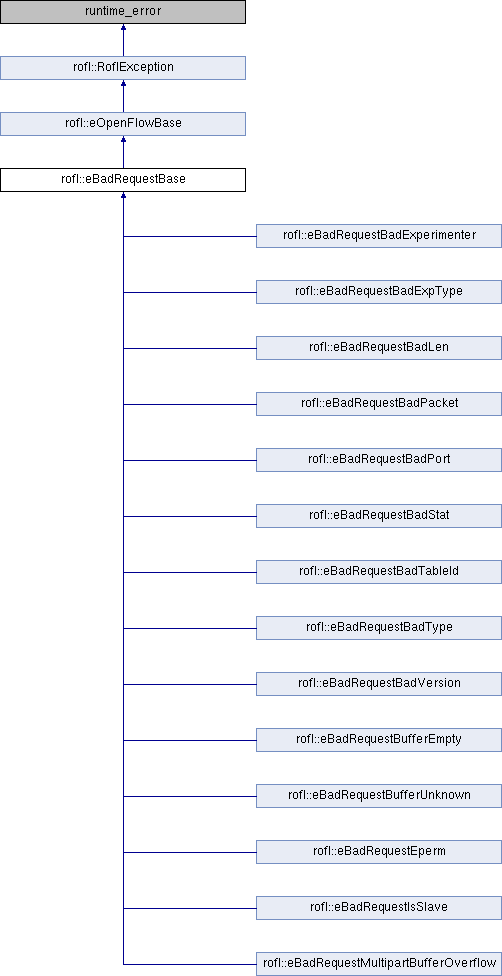 runtime_error
rofl::RoflException
rofl::eOpenFlowBase
rofl::eBadRequestBase
rofl::eBadRequestBadExperimenter
rofl::eBadRequestBadExpType
rofl::eBadRequestBadLen
rofl::eBadRequestBadPacket
rofl::eBadRequestBadPort
rofl::eBadRequestBadStat
rofl::eBadRequestBadTableId
rofl::eBadRequestBadType
rofl::eBadRequestBadVersion
rofl::eBadRequestBufferEmpty
rofl::eBadRequestBufferUnknown
rofl::eBadRequestEperm
rofl::eBadRequestIsSlave
rofl::eBadRequestMultipartBufferOverflow